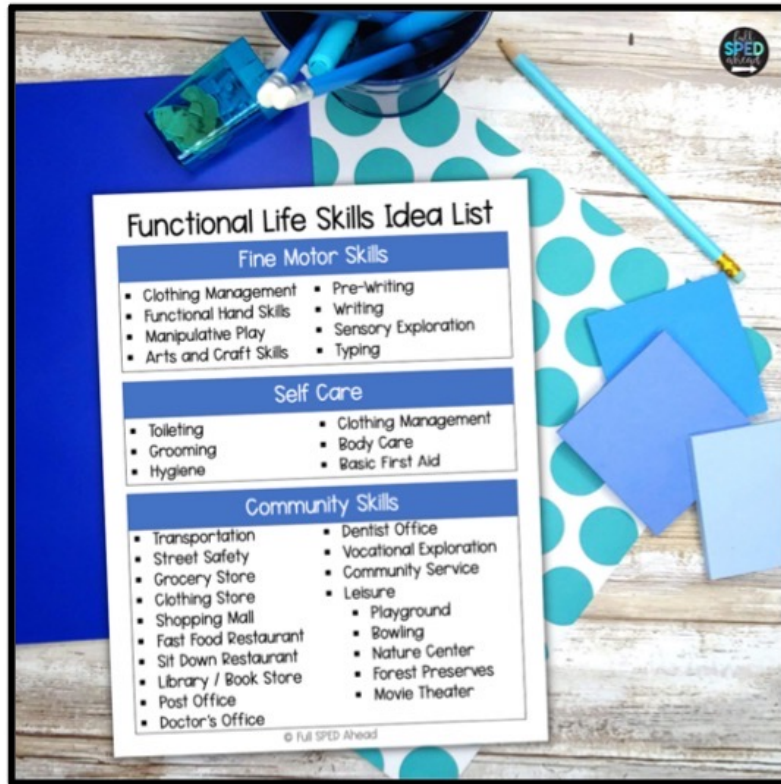 full
SPED
ahead
Functional Life Skills Idea List
Fine Motor Skills
▪ Clothing Management
▪ Functional Hand Skills
▪ Manipulative Play
▪ Arts and Craft Skills
▪ Pre-Writing
▪ Writing
▪ Sensory Exploration
▪ Typing
Self Care
▪ Toileting
▪ Grooming
▪ Hygiene
▪ Clothing Management
▪ Body Care
▪ Basic First Aid
Community Skills
▪ Transportation
▪ Street Safety
▪ Grocery Store
▪ Clothing Store
▪ Shopping Mall
▪ Fast Food Restaurant
▪ Sit Down Restaurant
▪ Library / Book Store
▪ Post Office
▪ Doctor's Office
▪ Dentist Office
▪ Vocational Exploration
▪ Community Service
▪ Leisure
▪ Playground
▪ Bowling
▪ Nature Center
▪ Forest Preserves
▪ Movie Theater
© Full SPED Ahead